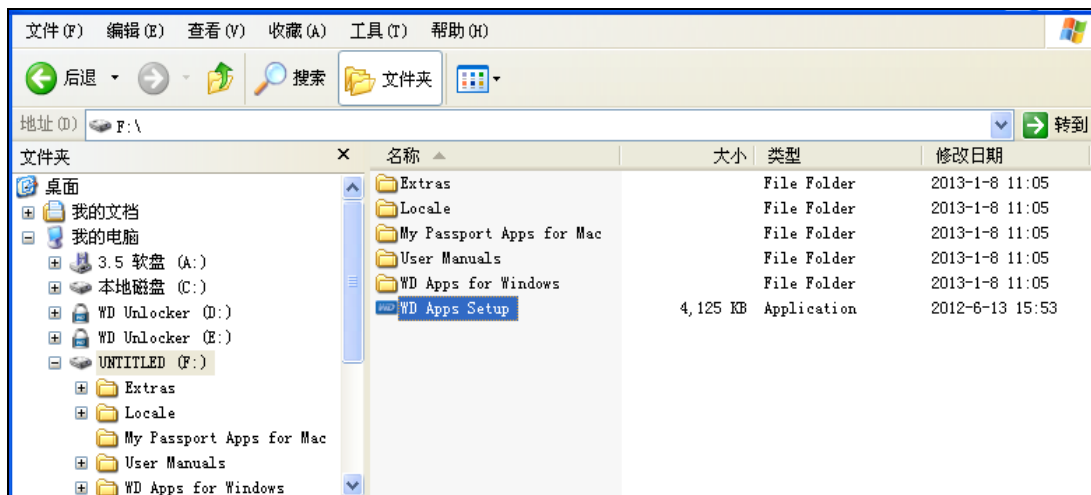 文件(F) 编辑(E) 查看(V) 收藏(A) 工具(T) 帮助(H)
后退 搜索 文件夹
地址(D) F:\ 转到
文件夹 × 名称 大小 类型 修改日期
桌面
我的文档
我的电脑
3.5 软盘 (A:)
本地磁盘 (C:)
WD Unlocker (D:)
WD Unlocker (E:)
UNTITLED (F:)
Extras
Locale
My Passport Apps for Mac
User Manuals
WD Apps for Windows
Extras File Folder 2013-1-8 11:05
Locale File Folder 2013-1-8 11:05
My Passport Apps for Mac File Folder 2013-1-8 11:05
User Manuals File Folder 2013-1-8 11:05
WD Apps for Windows File Folder 2013-1-8 11:05
WD WD Apps Setup 4,125 KB Application 2012-6-13 15:53